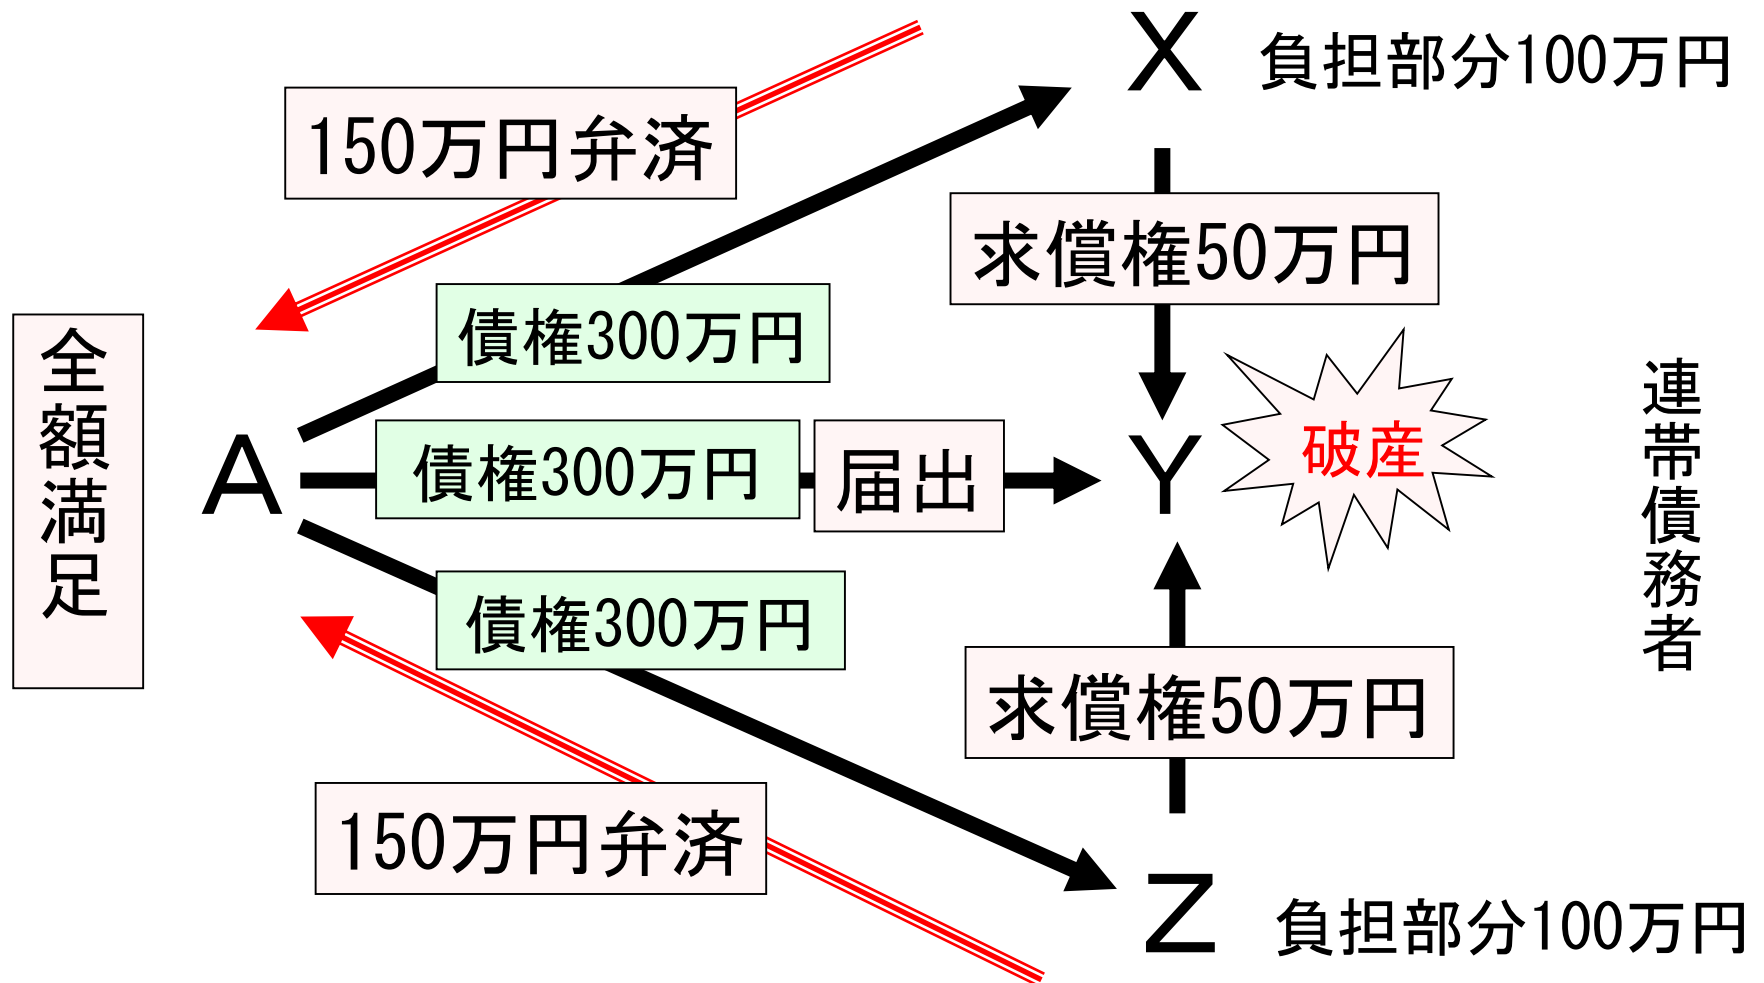 X 負担部分100万円
150万円弁済
求償権50万円
債権300万円
全額満足
A
債権300万円
届出
Y
破産
連帯債務者
債権300万円
求償権50万円
150万円弁済
Z 負担部分100万円